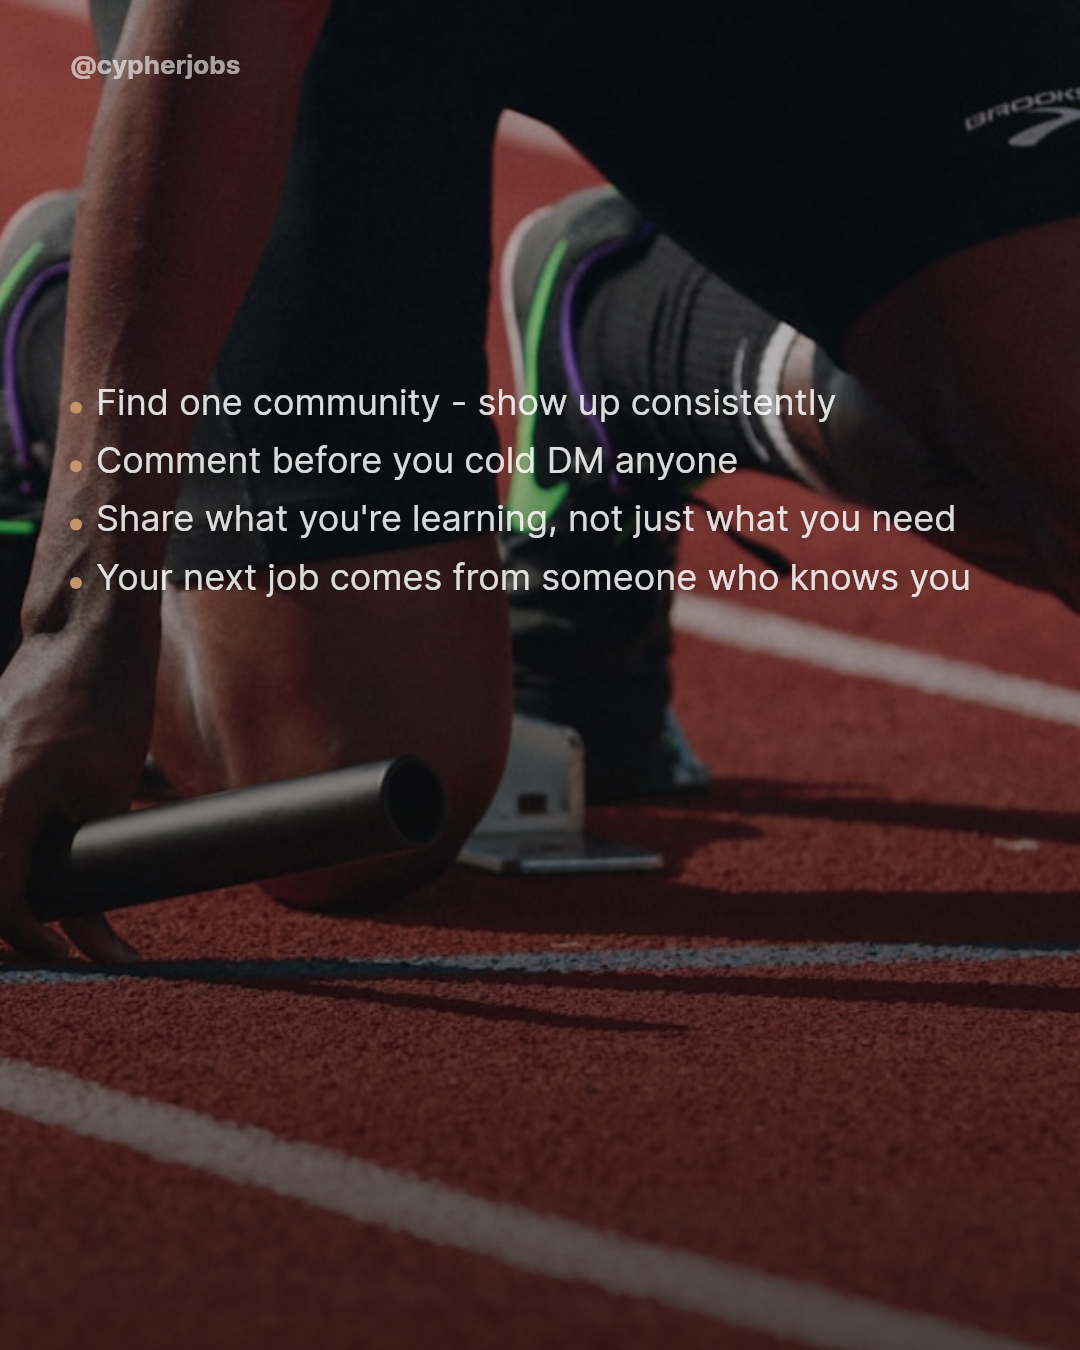 @cypherjobs
BROOKS
• Find one community - show up consistently
• Comment before you cold DM anyone
• Share what you're learning, not just what you need
• Your next job comes from someone who knows you